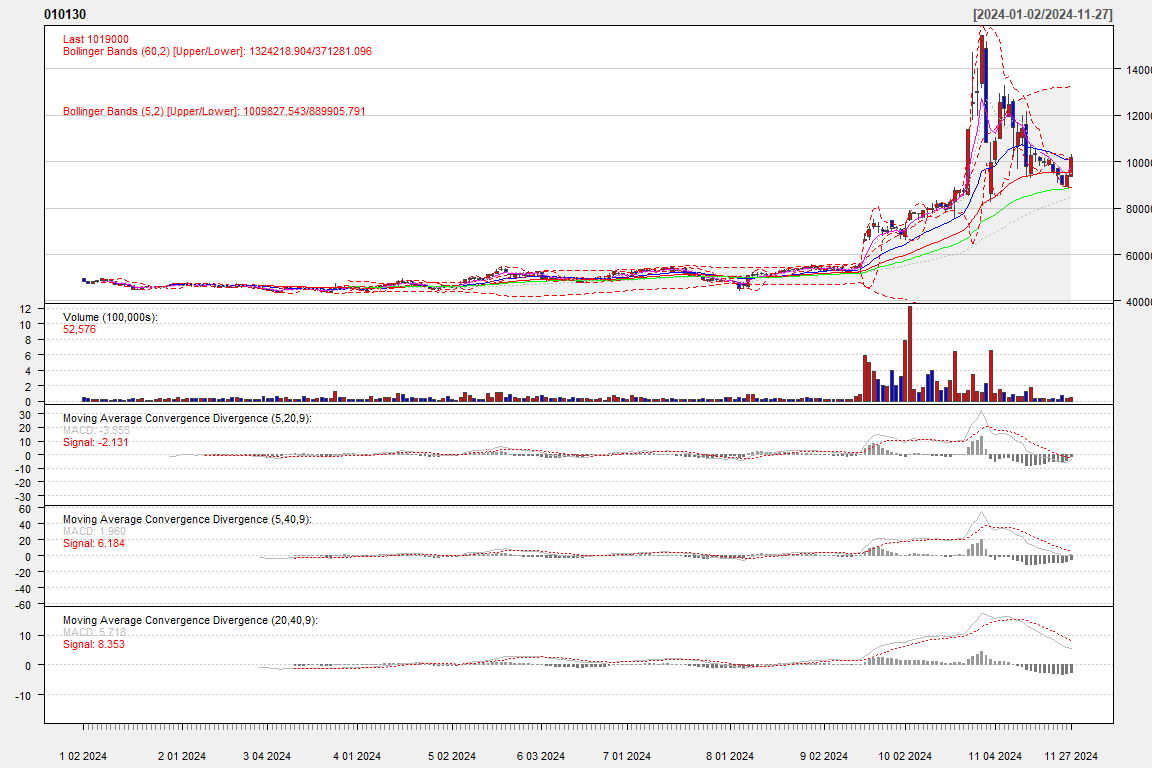 010130 [2024-01-02/2024-11-27]
Last 1019000
Bollinger Bands (60,2) [Upper/Lower]: 1324218.904/371281.096
Bollinger Bands (5,2) [Upper/Lower]: 1009827.543/889905.791
14000
12000
10000
80000
60000
40000
Volume (100,000s):
52,576
12
10
8
6
4
2
0
Moving Average Convergence Divergence (5,20,9):
MACD: -3.555
Signal: -2.131
30
20
10
0
-10
-20
-30
Moving Average Convergence Divergence (5,40,9):
MACD: 1.960
Signal: 6.184
60
40
20
0
-20
-40
-60
Moving Average Convergence Divergence (20,40,9):
MACD: 5.718
Signal: 8.353
10
0
-10
1 02 2024 2 01 2024 3 04 2024 4 01 2024 5 02 2024 6 03 2024 7 01 2024 8 01 2024 9 02 2024 10 02 2024 11 04 2024 11 27 2024